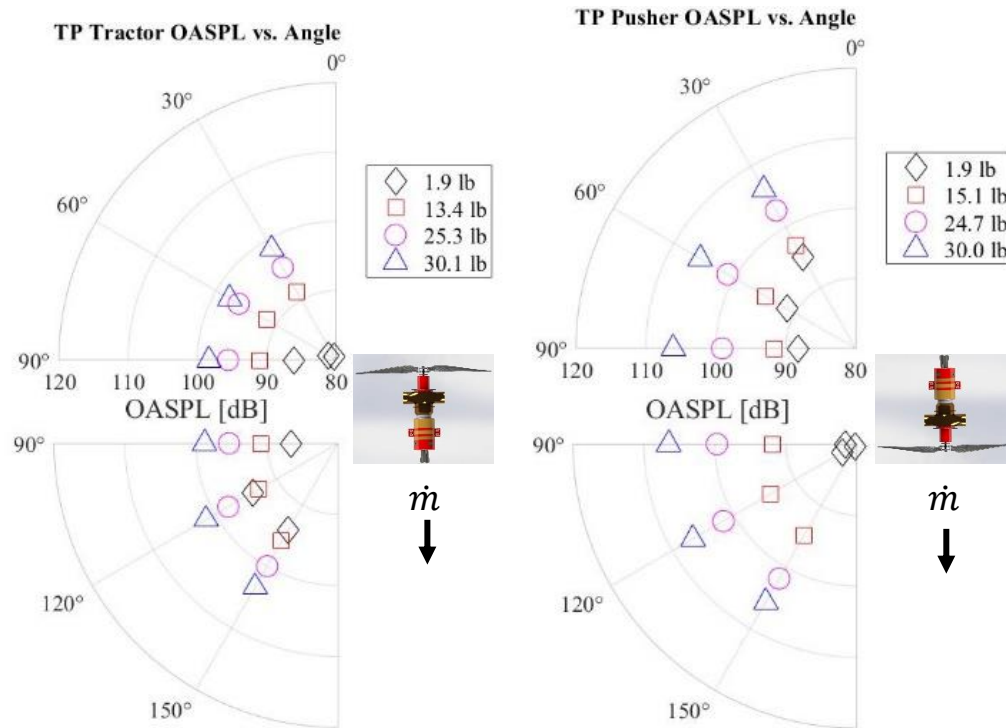 TP Tractor OASPL vs. Angle
0°
30°
60°
90°
120
110
100
90
80
OASPL [dB]
1.9 lb
13.4 lb
25.3 lb
30.1 lb
90°
120°
150°
ṁ
TP Pusher OASPL vs. Angle
0°
30°
60°
90°
120
110
100
90
80
OASPL [dB]
1.9 lb
15.1 lb
24.7 lb
30.0 lb
90°
120°
150°
ṁ